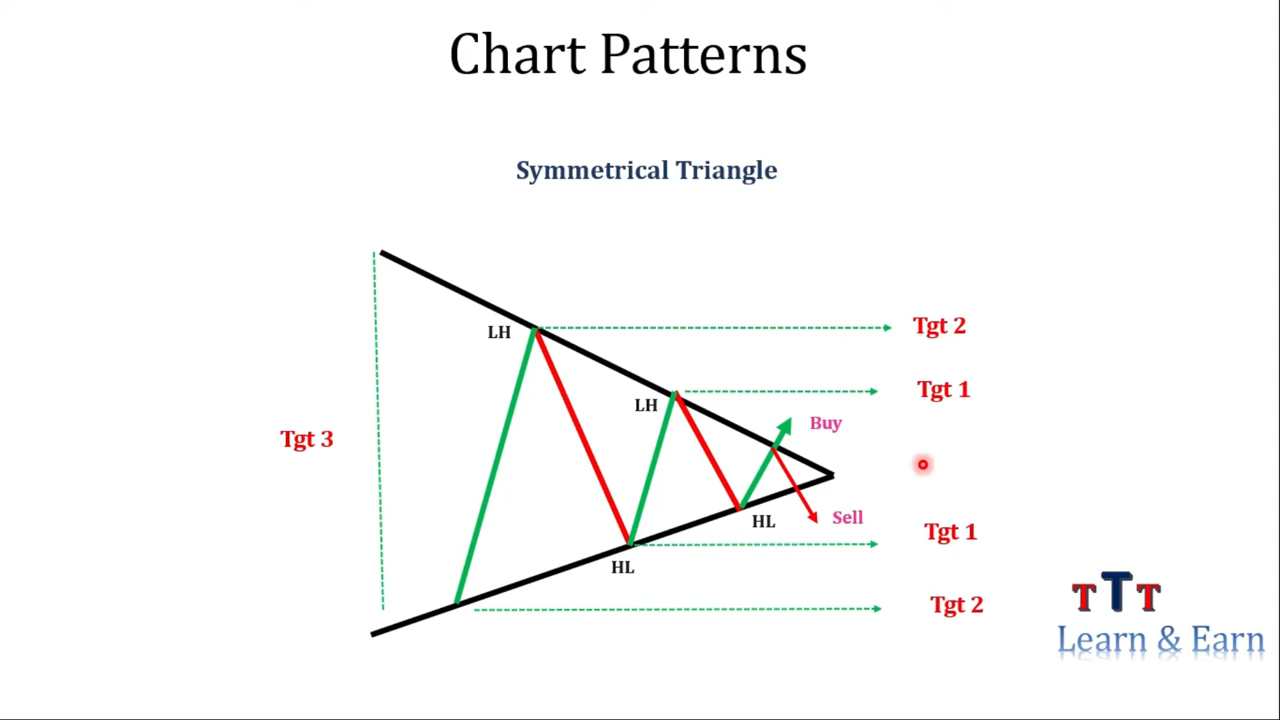 Chart Patterns
Symmetrical Triangle
LH
Tgt 2
LH
Tgt 1
Buy
Tgt 3
HL
Sell
Tgt 1
HL
Tgt 2
TTT
Learn & Earn